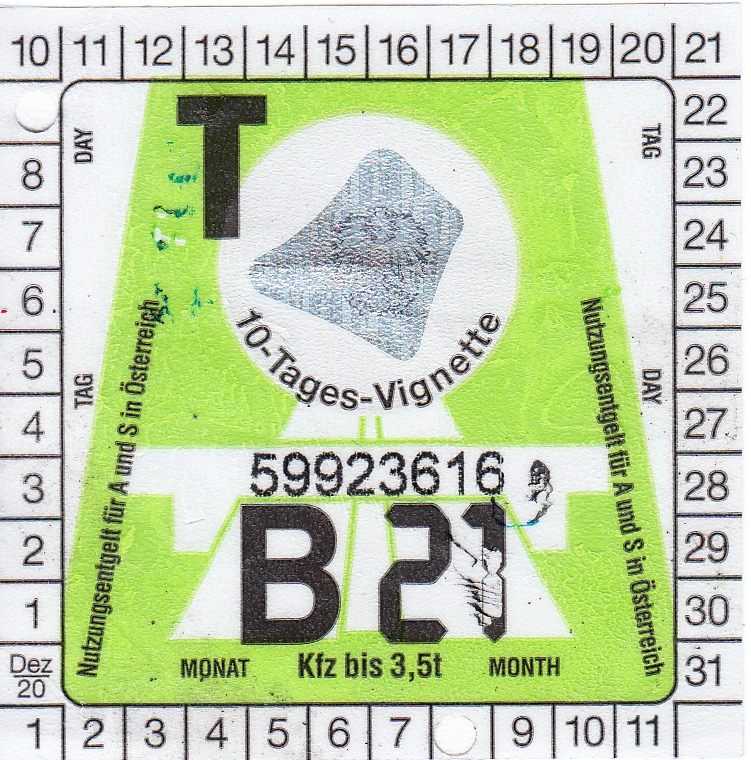 10 11 12 13 14 15 16 17 18 19 20 21
22
23
24
25
26
27
28
29
30
31
8
7
6
5
4
3
2
1
Dez
20
1 2 3 4 5 6 7 9 10 11
DAY
TAG
TAG
DAY
T
10-Tages-Vignette
Nutzungsentgelt für A und S in Österreich
Nutzungsentgelt für A und S in Österreich
59923616
B 21
MONAT Kfz bis 3,5t MONTH